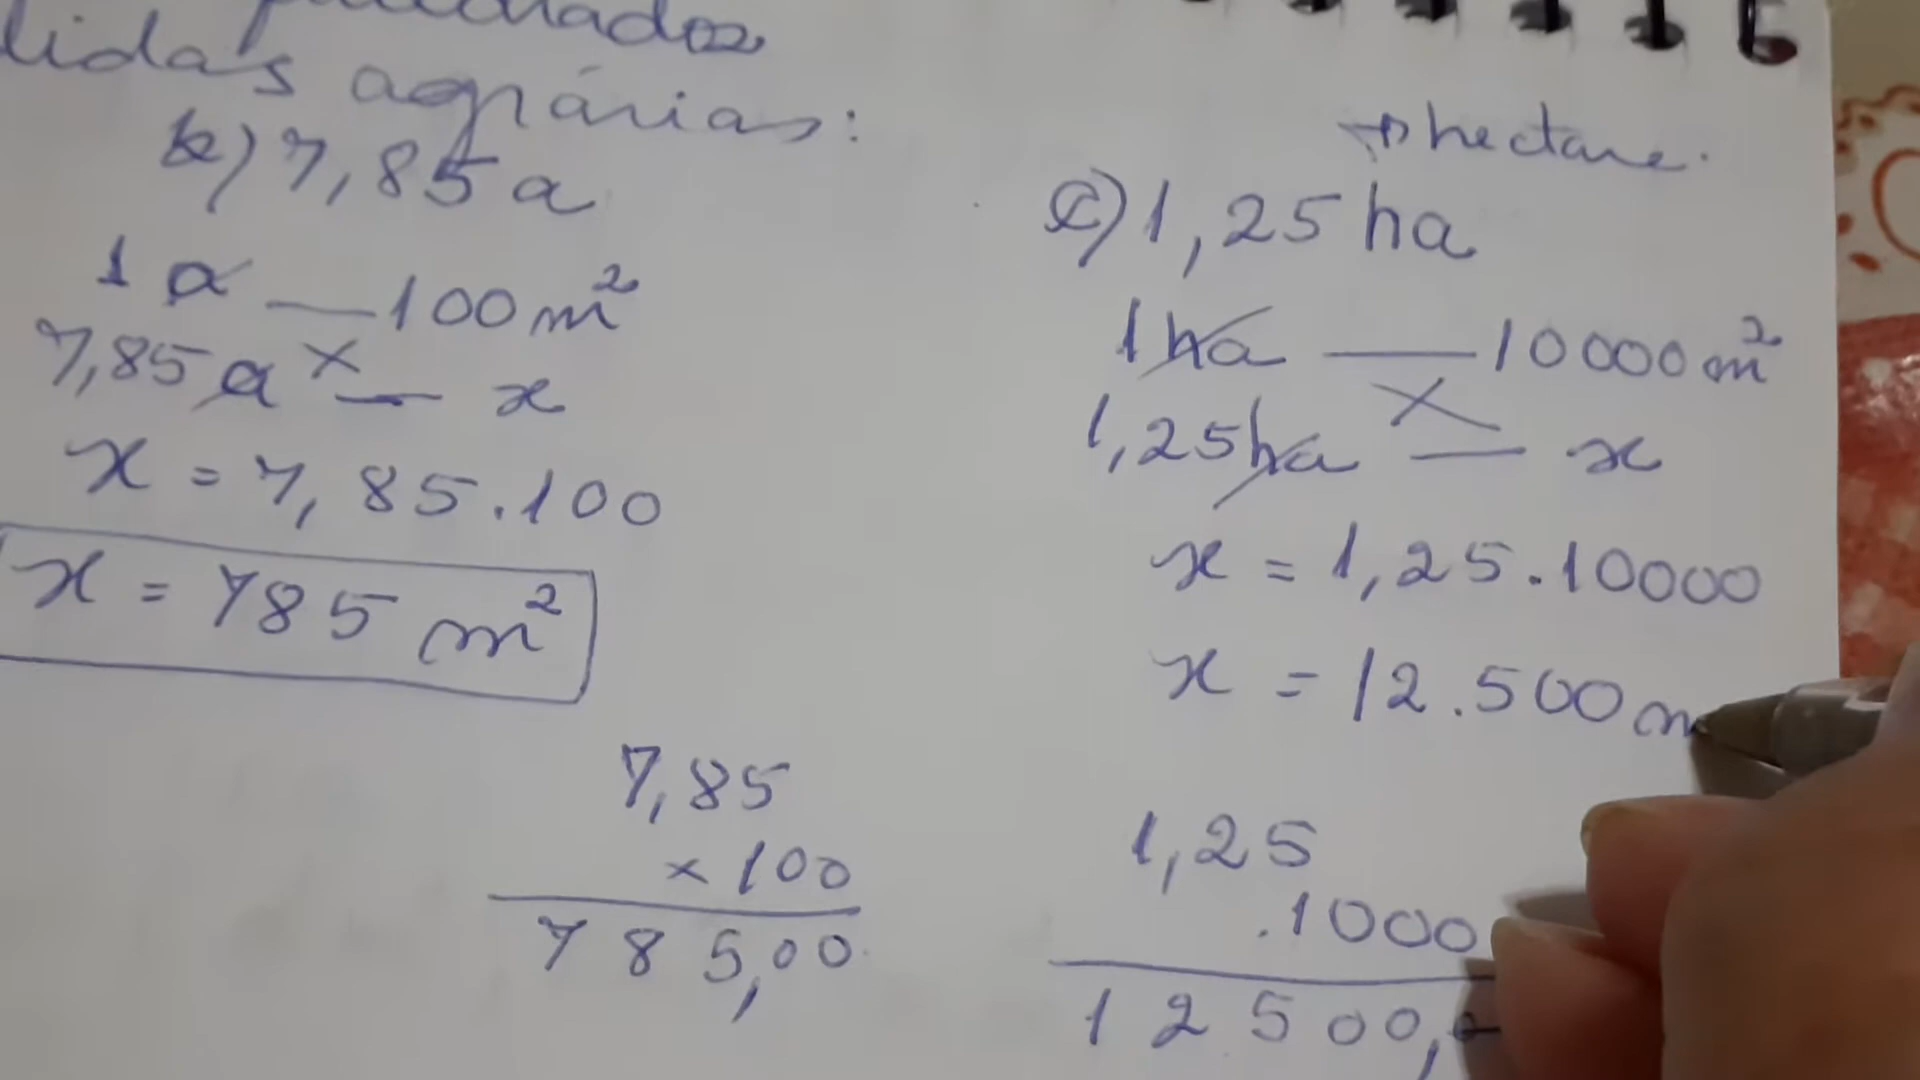 agrárias:
b) 7,85 a
1 a — 100 m²
7,85 a x — x
x = 7,85.100
x = 785 m²
7,85
x 100
785,00
→ hectare.
c) 1,25 ha
1 ha — 10000 m²
1,25 ha — x
x = 1,25.10000
x = 12.500 m
1,25
.1000
12500,